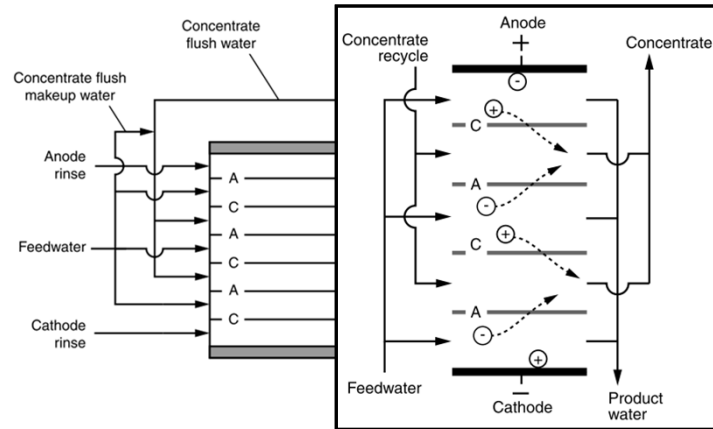 Concentrate
flush water
Concentrate flush
makeup water
Anode
rinse
Feedwater
Cathode
rinse
A
C
A
C
A
C
Anode
+
Concentrate
recycle
Concentrate
-
+
C
A
-
+
C
A
-
+
Feedwater
−
Cathode
Product
water